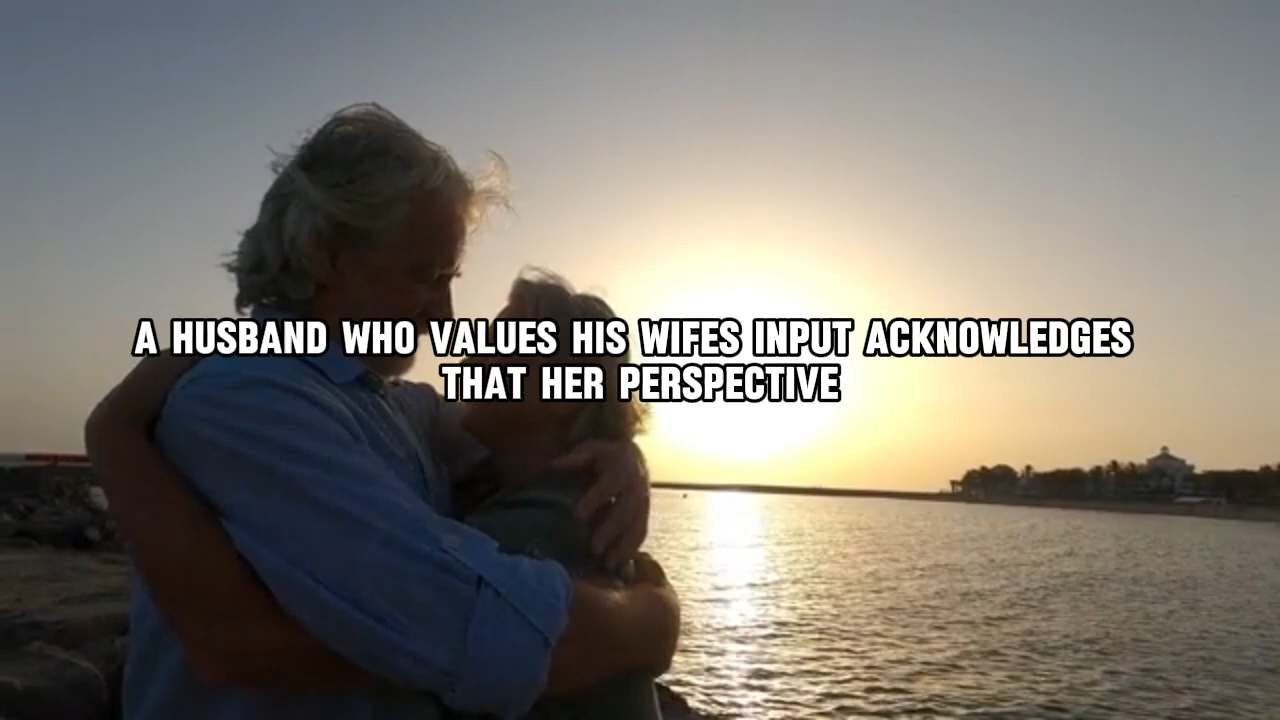 A HUSBAND WHO VALUES HIS WIFES INPUT ACKNOWLEDGES
THAT HER PERSPECTIVE